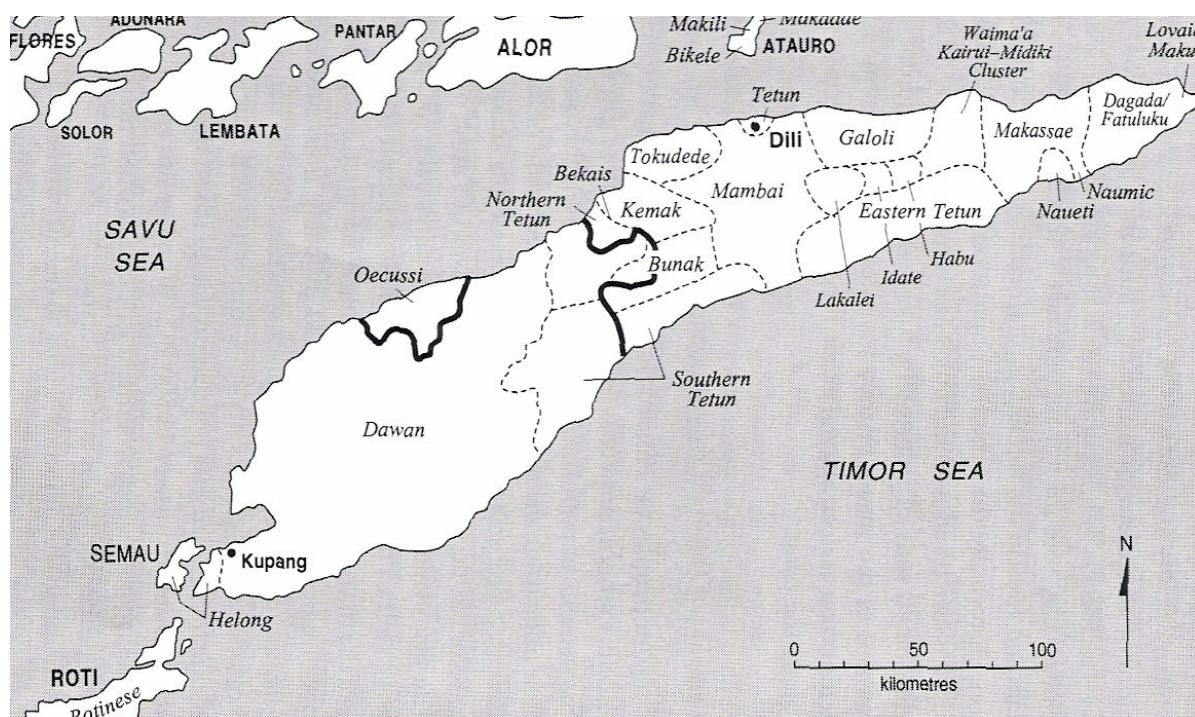 ADONARA
FLORES
PANTAR
ALOR
SOLOR
LEMBATA
Makili
Makadae
Bikele
ATAURO
Waima'a
Kairui–Midiki
Cluster
Tetun
Dili
Galoli
Makassae
Dagada/
Fatuluku
Tokudede
Bekais
Northern
Tetun
Kemak
Mambai
Naumic
Naueti
Eastern Tetun
Habu
Idate
Lakalei
Bunak
SAVU
SEA
Oecussi
Southern
Tetun
Dawan
TIMOR SEA
SEMAU
Kupang
Helong
ROTI
Rotinese
N
0 50 100
kilometres